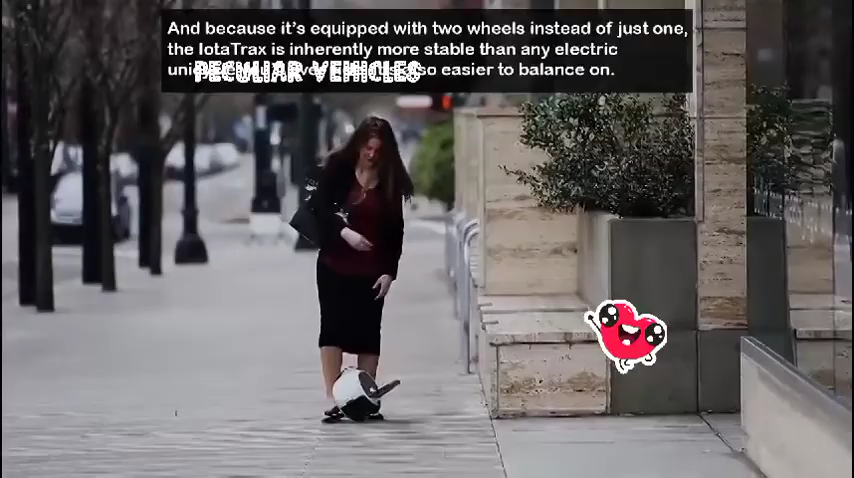 And because it's equipped with two wheels instead of just one,
the IotaTrax is inherently more stable than any electric
easier to balance on.
PECULIAR VEHICLES